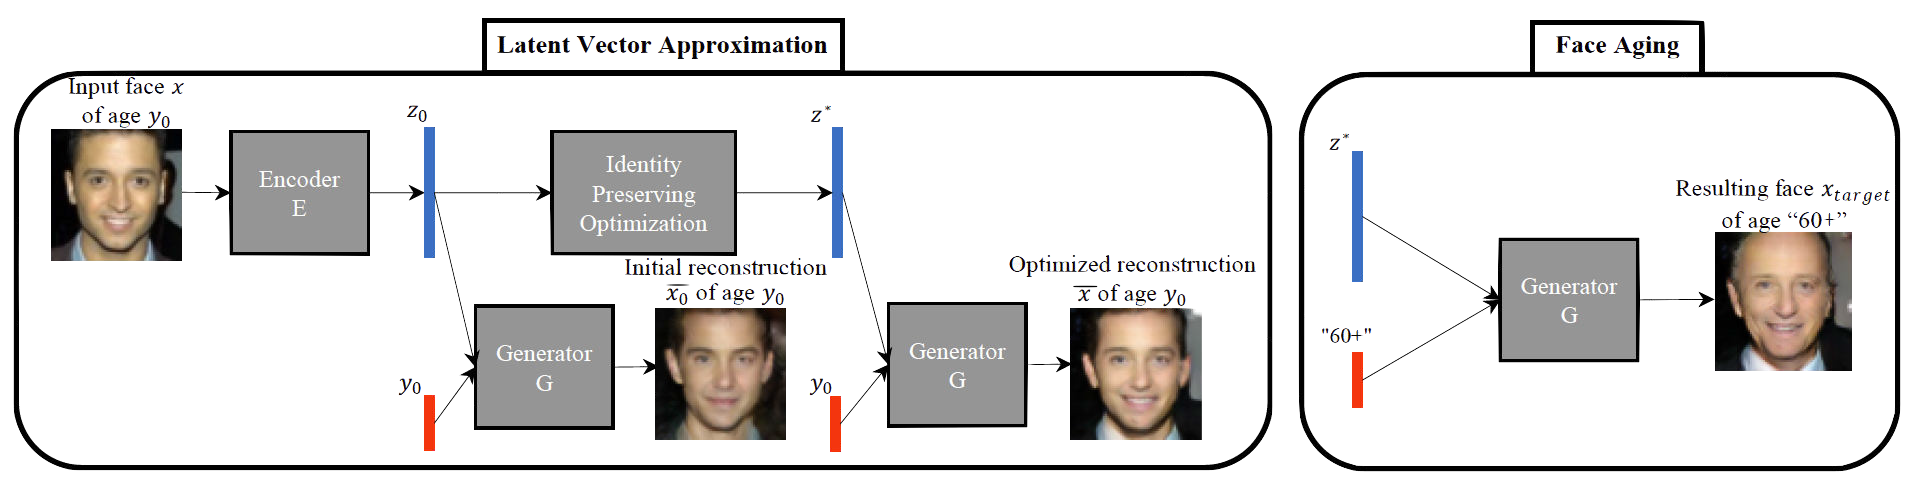 Latent Vector Approximation
Input face x
of age y₀
Encoder
E
z₀
Identity
Preserving
Optimization
z*
Initial reconstruction
x̅₀ of age y₀
y₀
Generator
G
Optimized reconstruction
x̅ of age y₀
y₀
Generator
G
Face Aging
z*
"60+"
Generator
G
Resulting face x_target
of age “60+”